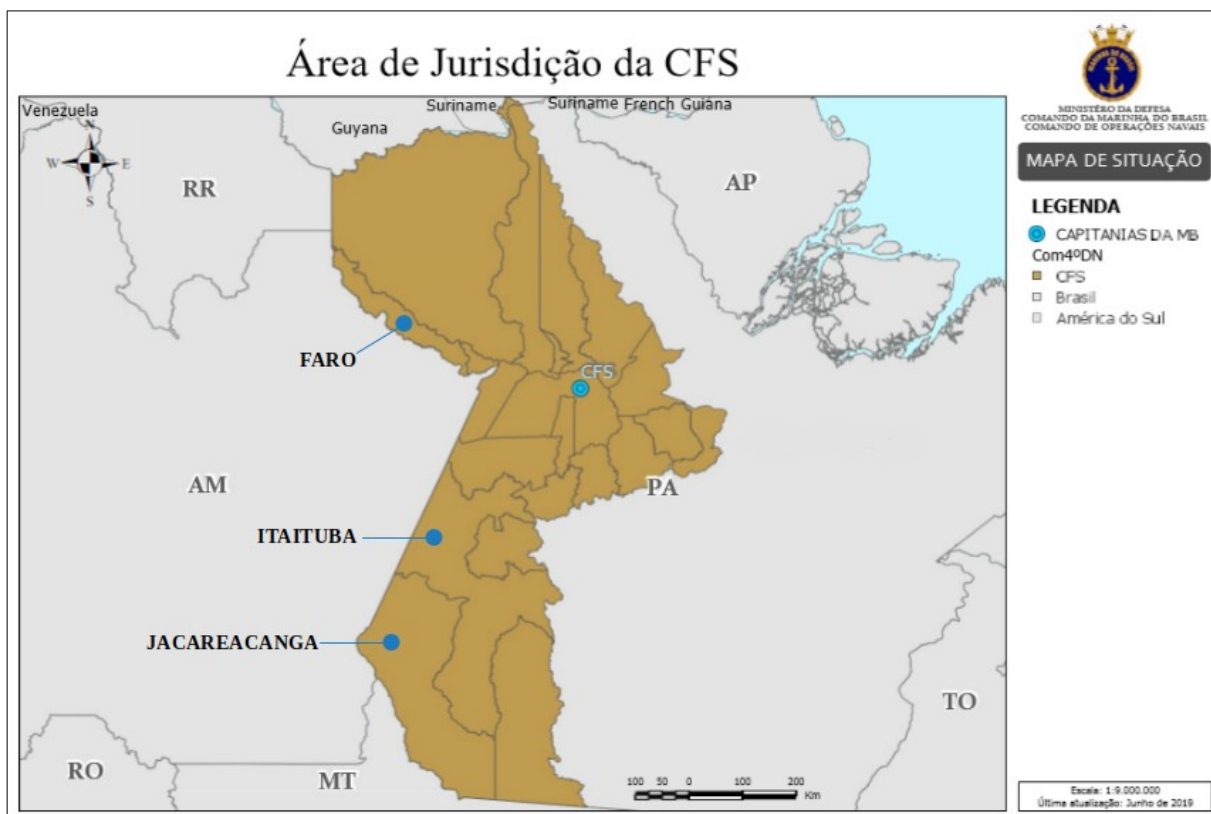 Área de Jurisdição da CFS
MINISTÉRO DA DEFESA
COMANDO DA MARINHA DO BRASIL
COMANDO DE OPERAÇÕES NAVAIS
MAPA DE SITUAÇÃO
LEGENDA
CAPITANIAS DA MB
Com4ºDN
CFS
Brasil
América do Sul
Venezuela
Guyana
Suriname
Suriname
French Guiana
N
W
E
S
RR
AP
FARO
CFS
AM
PA
ITAITUBA
JACAREACANGA
TO
RO
MT
100 50 0 100 200
Km
Escala: 1:9.000.000
Última atualização: Junho de 2019